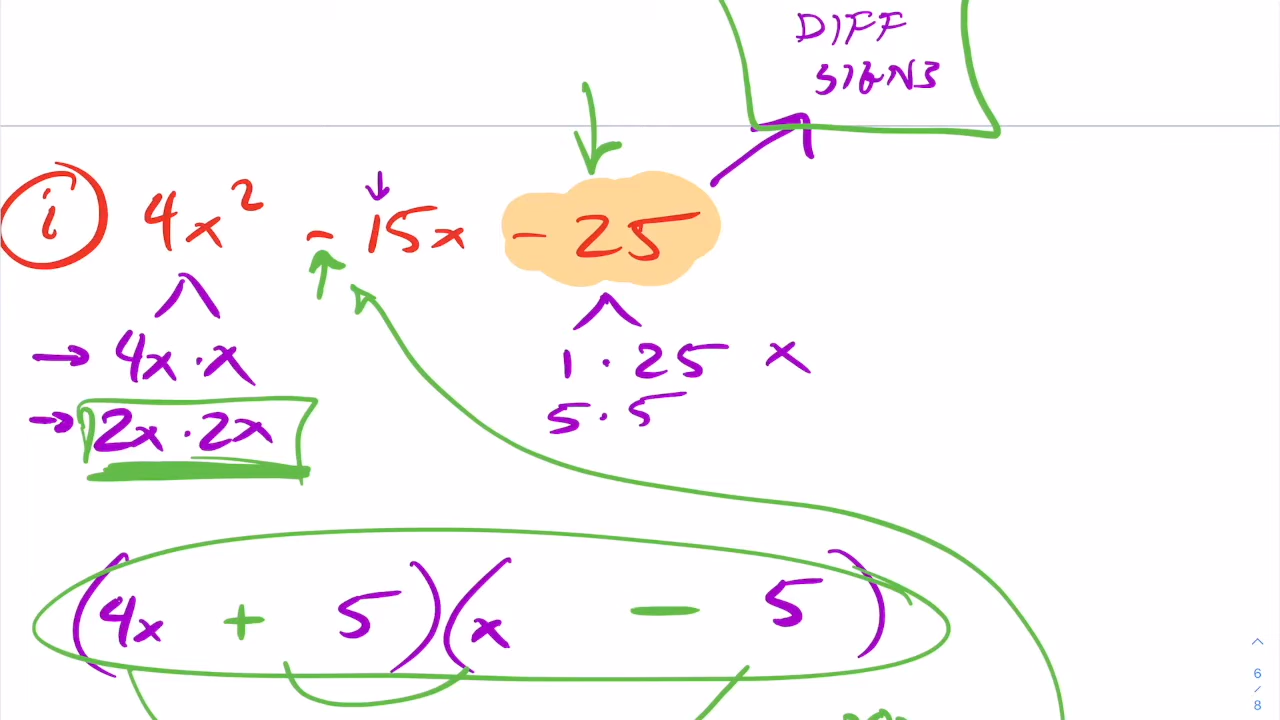 DIFF
SIGNS
i 4x² - 15x - 25
4x · x 1 · 25 x
2x · 2x 5 · 5
(4x + 5)(x - 5)
6
8